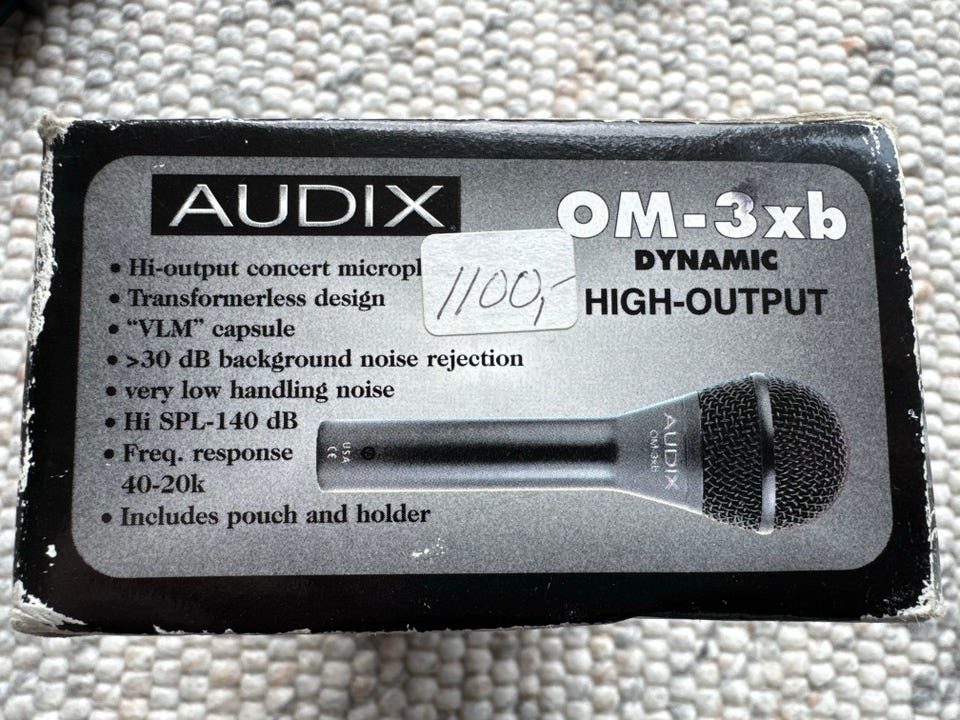 AUDIX
OM-3xb
DYNAMIC
HIGH-OUTPUT
1100,-
• Hi-output concert
• Transformerless design
• "VLM" capsule
• >30 dB background noise rejection
• very low handling noise
• Hi SPL-140 dB
• Freq. response
40-20k
• Includes pouch and holder
AUDIX
OM-3xb
USA
CE